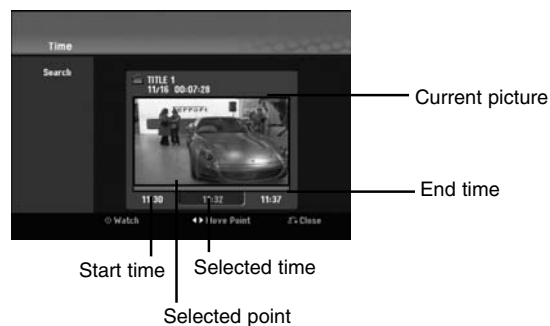 Time
Search
TITLE 1
11/16 00:07:28
Ferrari
Current picture
End time
11:30 11:32 11:37
Watch Move Point Close
Start time
Selected time
Selected point